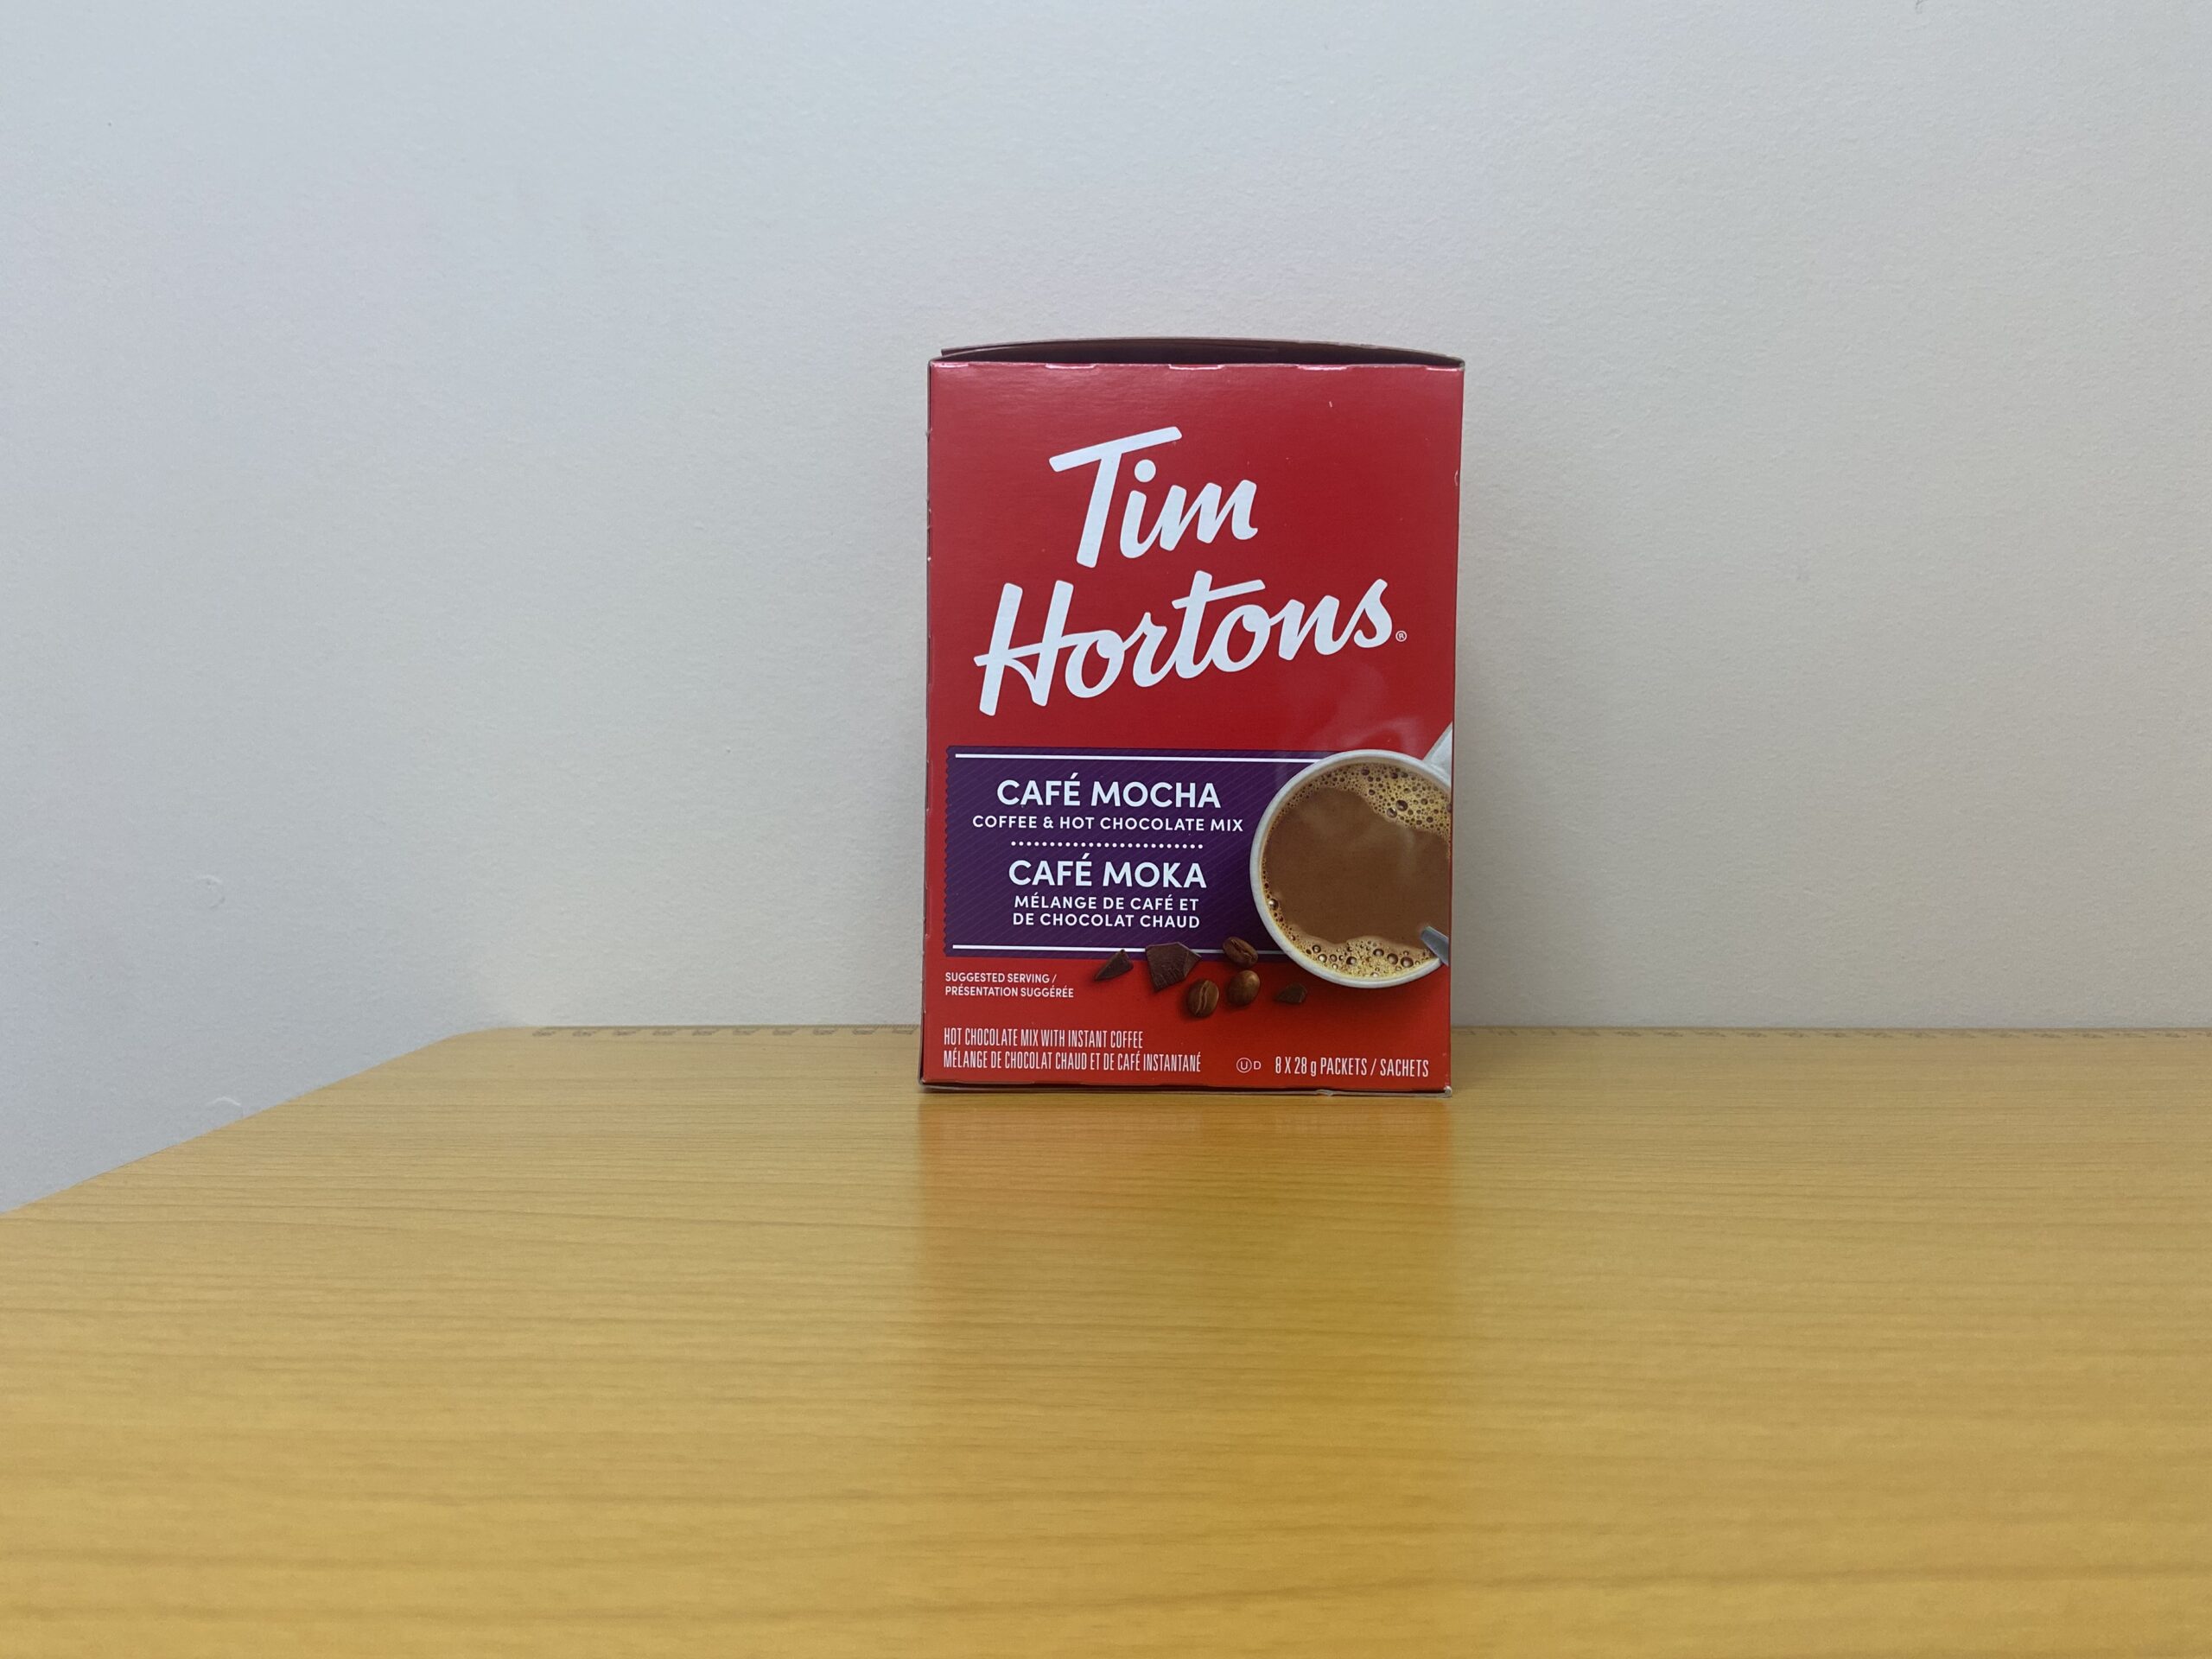 Tim
Hortons®
CAFÉ MOCHA
COFFEE & HOT CHOCOLATE MIX
CAFÉ MOKA
MÉLANGE DE CAFÉ ET
DE CHOCOLAT CHAUD
SUGGESTED SERVING /
PRÉSENTATION SUGGÉRÉE
HOT CHOCOLATE MIX WITH INSTANT COFFEE
MÉLANGE DE CHOCOLAT CHAUD ET DE CAFÉ INSTANTANÉ
Ⓤ D 8 X 28 g PACKETS / SACHETS